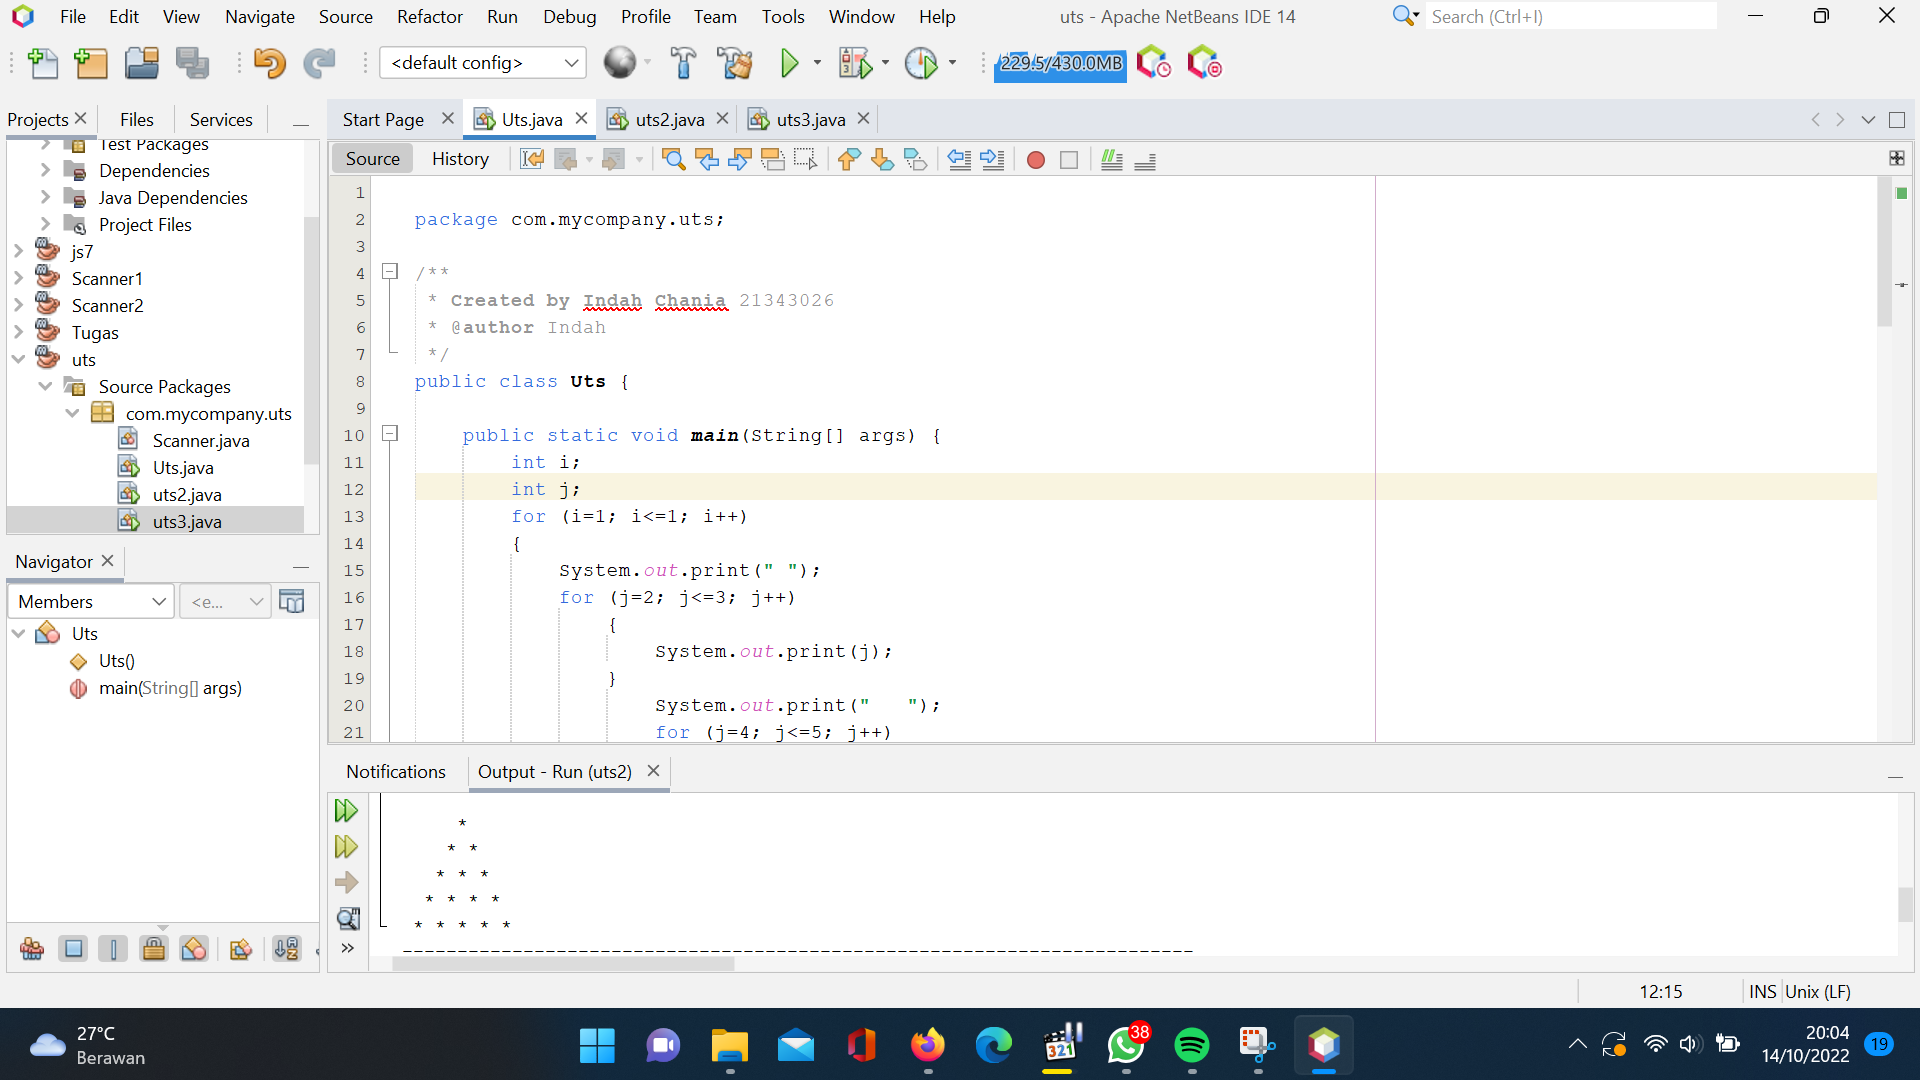 File Edit View Navigate Source Refactor Run Debug Profile Team Tools Window Help
uts - Apache NetBeans IDE 14
Search (Ctrl+I)
<default config>
229.5/430.0MB
Projects Files Services
Test Packages
Dependencies
Java Dependencies
Project Files
js7
Scanner1
Scanner2
Tugas
uts
Source Packages
com.mycompany.uts
Scanner.java
Uts.java
uts2.java
uts3.java
Navigator
Members
<e...
Uts
Uts()
main(String[] args)
Start Page Uts.java uts2.java uts3.java
Source History
1
2 package com.mycompany.uts;
3
4 /**
5 * Created by Indah Chania 21343026
6 * @author Indah
7 */
8 public class Uts {
9
10 public static void main(String[] args) {
11 int i;
12 int j;
13 for (i=1; i<=1; i++)
14 {
15 System.out.print(" ");
16 for (j=2; j<=3; j++)
17 {
18 System.out.print(j);
19 }
20 System.out.print("   ");
21 for (j=4; j<=5; j++)
Notifications Output - Run (uts2)
*
* *
* * *
* * * *
* * * * *
------------------------------------------------------------------------
12:15 INS Unix (LF)
27°C
Berawan
321
38
20:04
14/10/2022
19